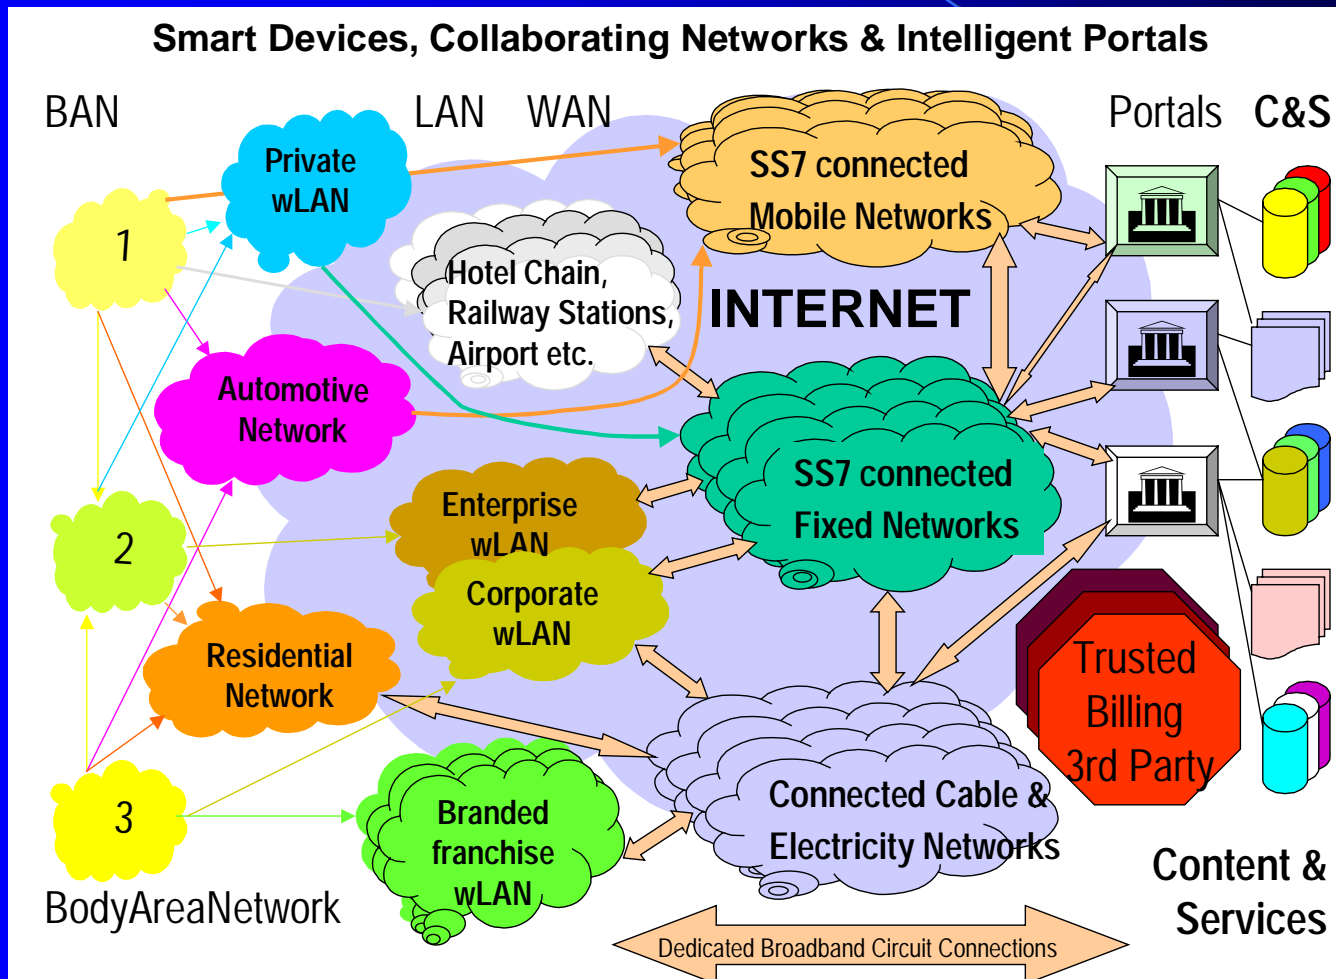 Smart Devices, Collaborating Networks & Intelligent Portals
BAN
LAN
WAN
Portals
C&S
Private
wLAN
SS7 connected
Mobile Networks
1
Hotel Chain,
Railway Stations,
Airport etc.
INTERNET
Automotive
Network
SS7 connected
Fixed Networks
2
Enterprise
wLAN
Corporate
wLAN
Residential
Network
Trusted
Billing
3rd Party
3
Branded
franchise
wLAN
Connected Cable &
Electricity Networks
Content &
Services
BodyAreaNetwork
Dedicated Broadband Circuit Connections